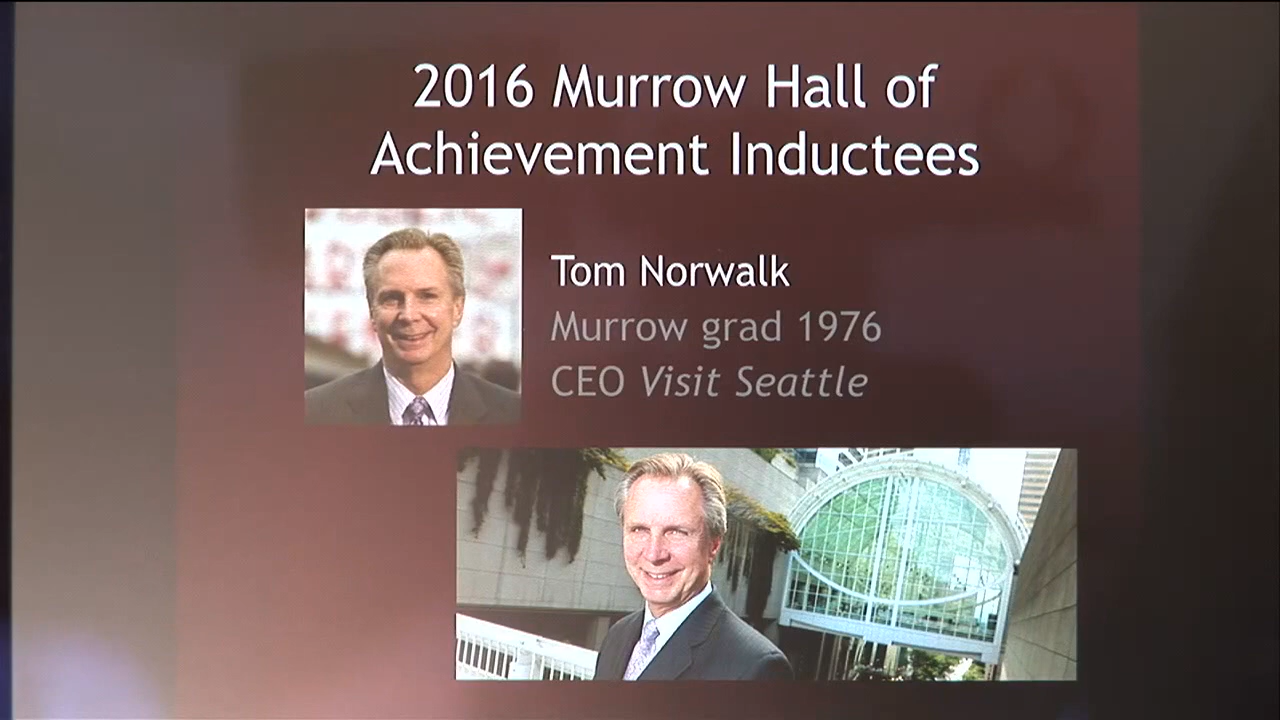 2016 Murrow Hall of
Achievement Inductees
Tom Norwalk
Murrow grad 1976
CEO Visit Seattle